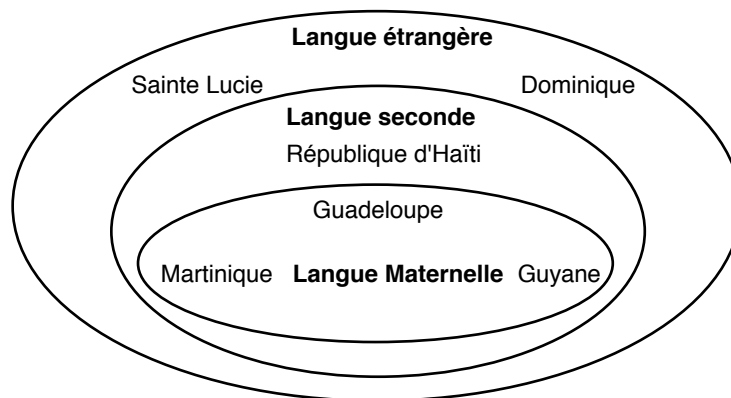 Langue étrangère
Sainte Lucie Dominique
Langue seconde
République d'Haïti
Guadeloupe
Martinique Langue Maternelle Guyane